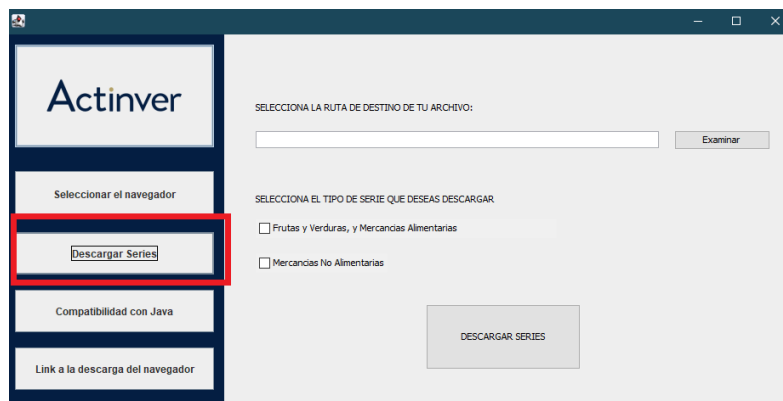 Actinver
Seleccionar el navegador
Descargar Series
Compatibilidad con Java
Link a la descarga del navegador
SELECCIONA LA RUTA DE DESTINO DE TU ARCHIVO:
Examinar
SELECCIONA EL TIPO DE SERIE QUE DESEAS DESCARGAR
Frutas y Verduras, y Mercancias Alimentarias
Mercancias No Alimentarias
DESCARGAR SERIES